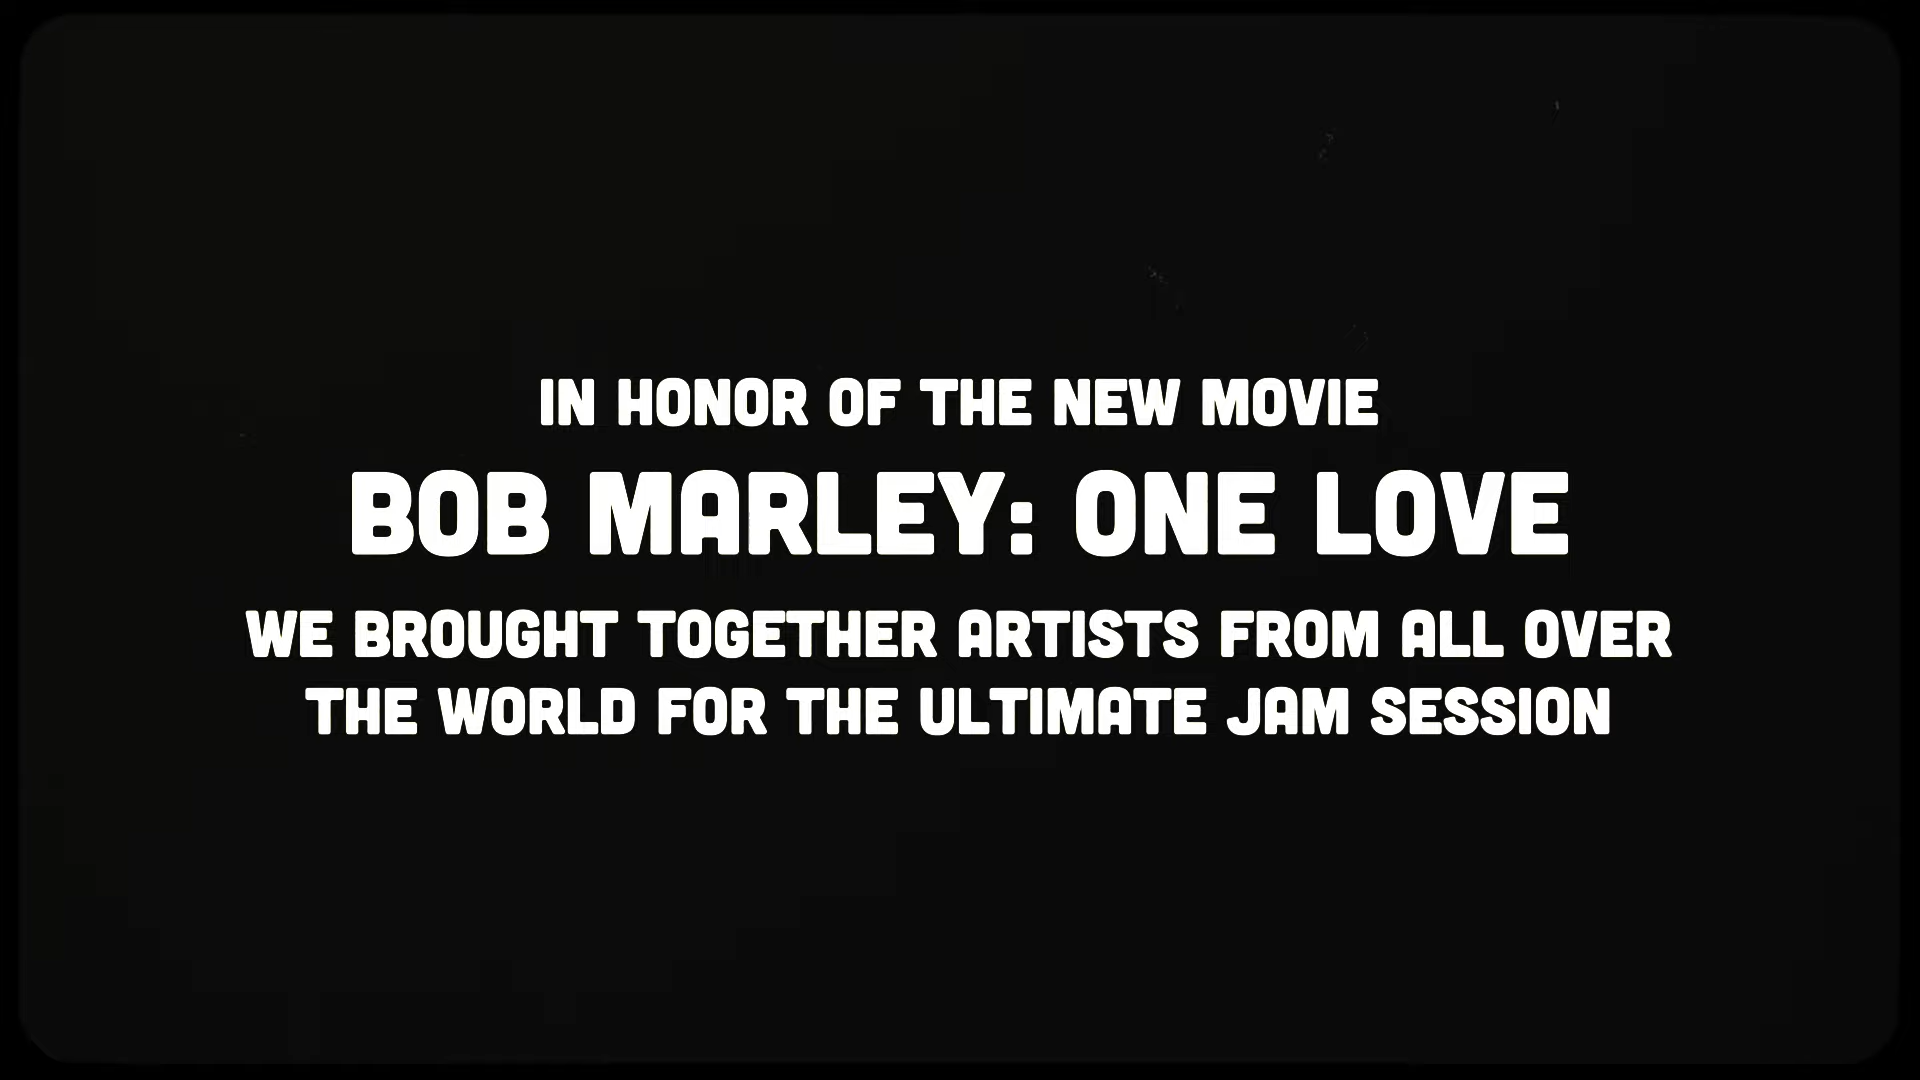 IN HONOR OF THE NEW MOVIE
BOB MARLEY: ONE LOVE
WE BROUGHT TOGETHER ARTISTS FROM ALL OVER
THE WORLD FOR THE ULTIMATE JAM SESSION